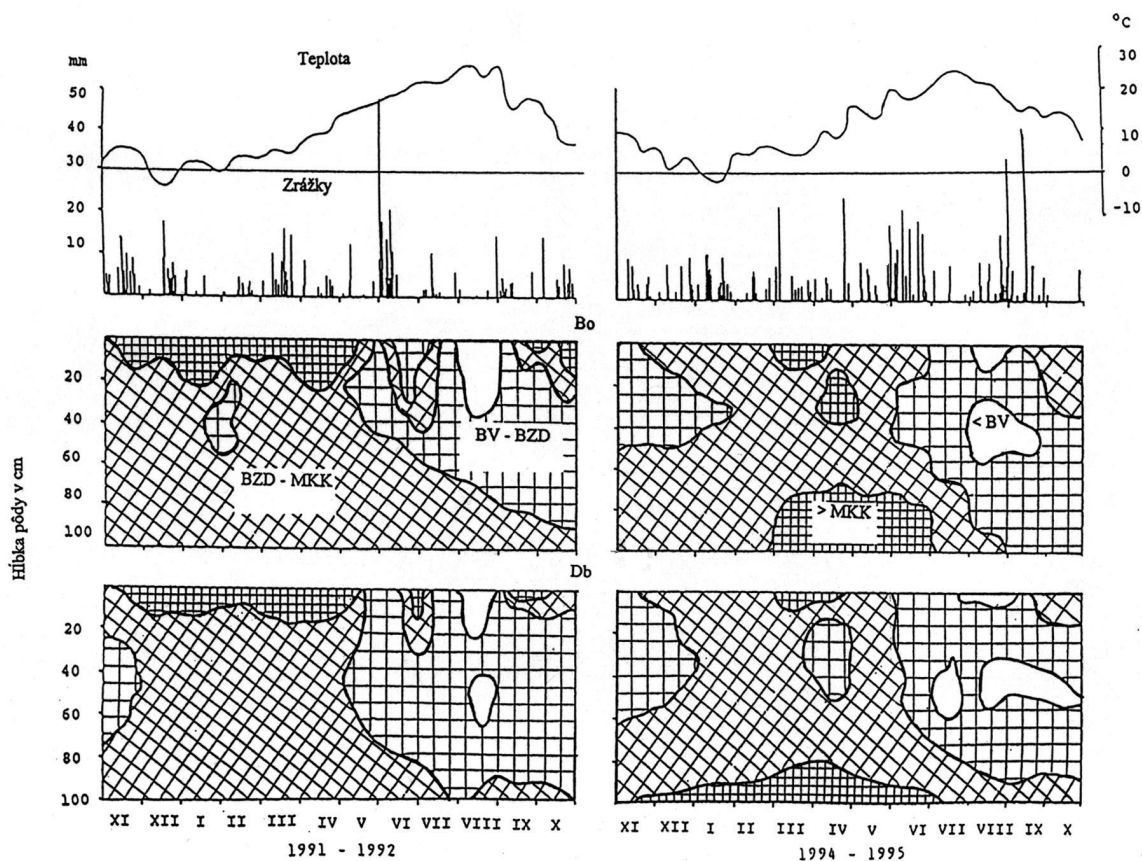 °C
mm
Teplota
30
50
20
40
10
30
0
Zrážky
20
-10
10
Bo
20
40
BV - BZD
< BV
60
BZD - MKK
80
> MKK
100
Hĺbka pôdy v cm
Db
20
40
60
80
100
XI XII I II III IV V VI VII VIII IX X
XI XII I II III IV V VI VII VIII IX X
1991 - 1992
1994 - 1995